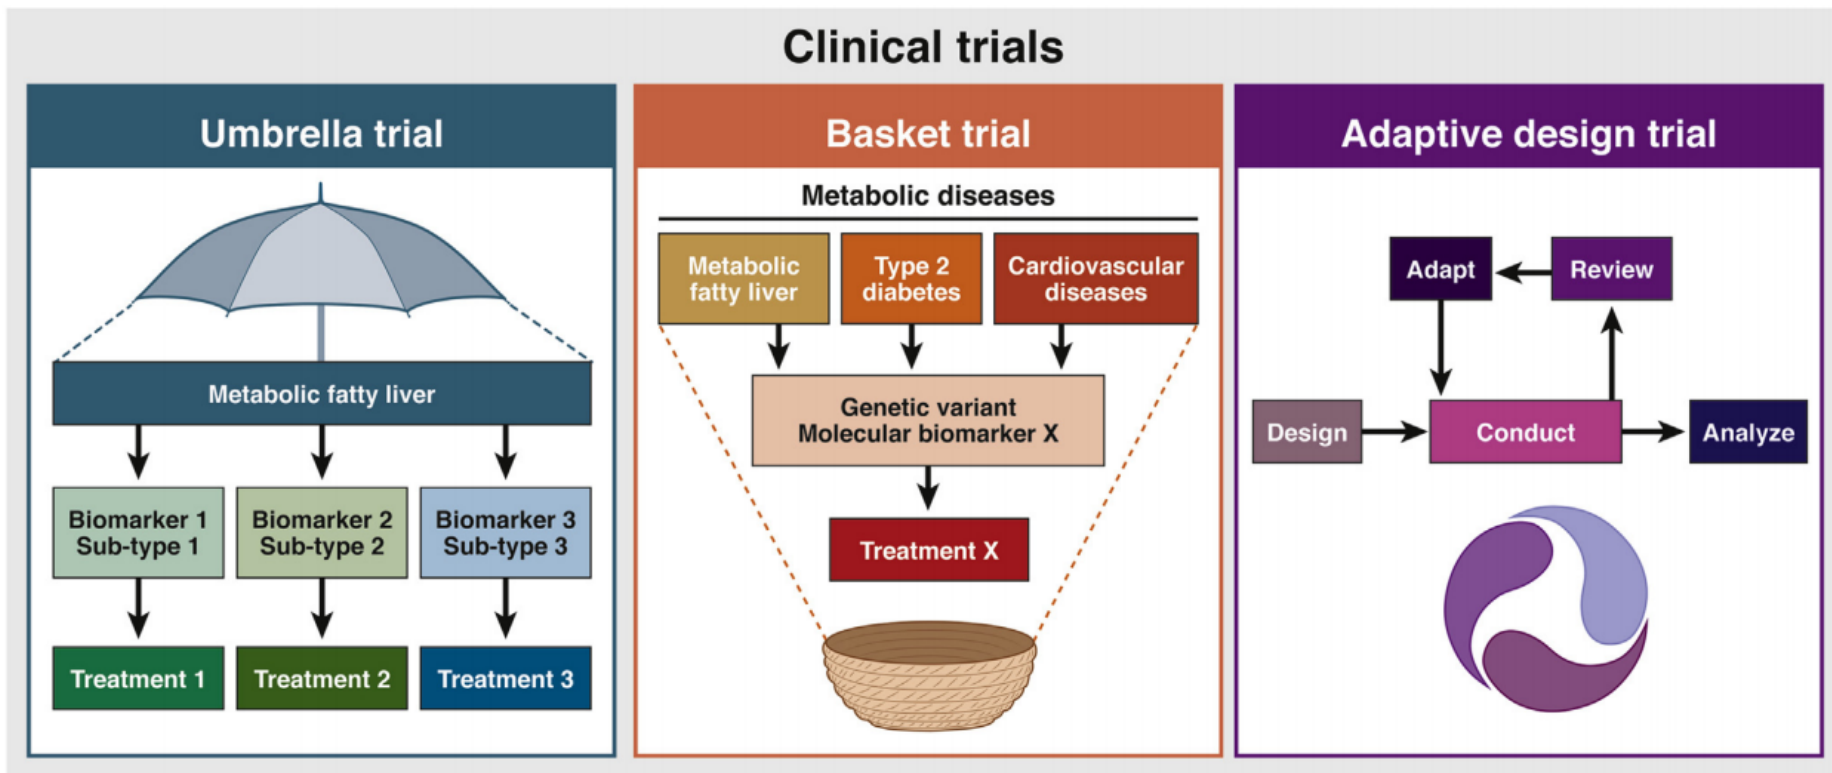 Clinical trials
Umbrella trial
Metabolic fatty liver
Biomarker 1
Sub-type 1
Biomarker 2
Sub-type 2
Biomarker 3
Sub-type 3
Treatment 1
Treatment 2
Treatment 3
Basket trial
Metabolic diseases
Metabolic
fatty liver
Type 2
diabetes
Cardiovascular
diseases
Genetic variant
Molecular biomarker X
Treatment X
Adaptive design trial
Adapt
Review
Design
Conduct
Analyze